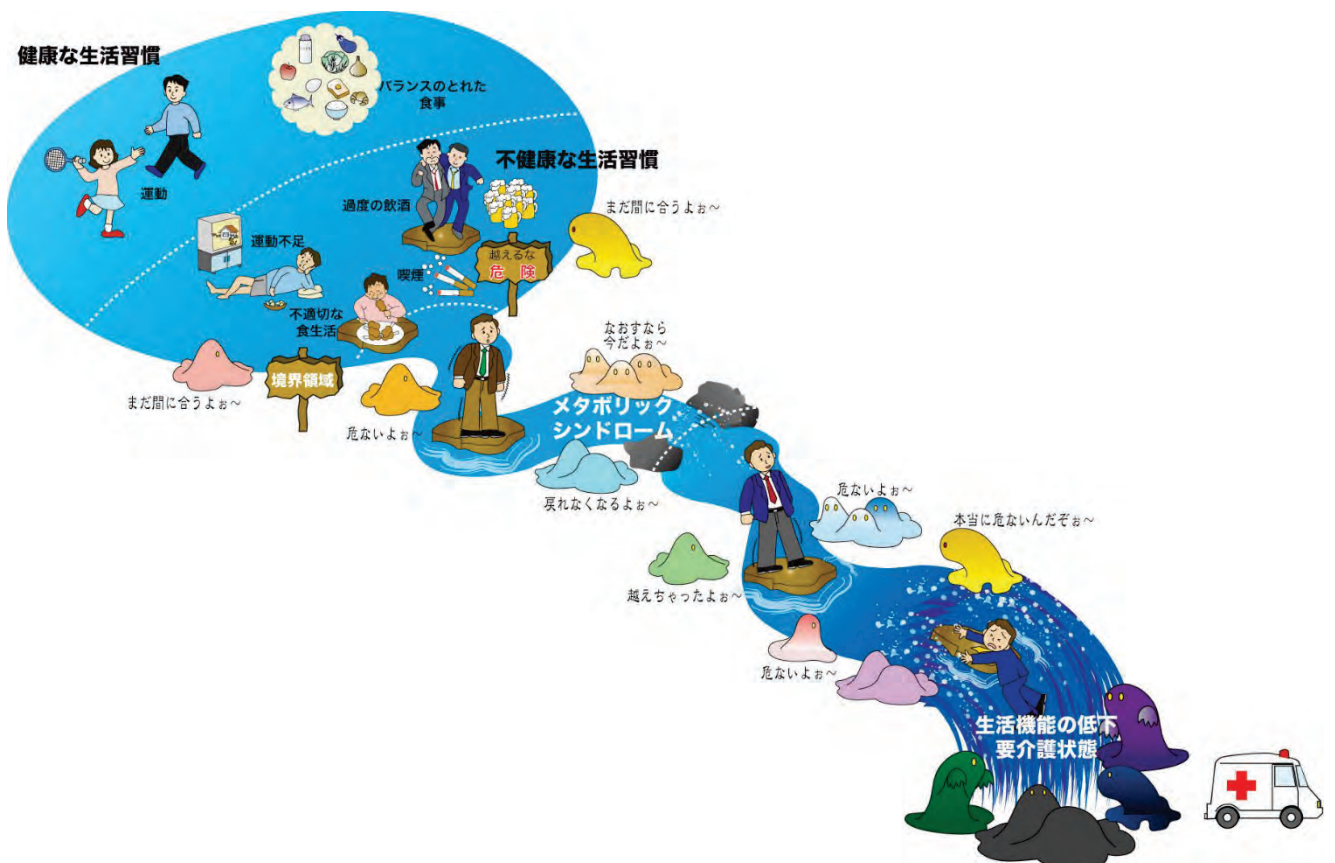 健康な生活習慣
バランスのとれた
食事
運動
不健康な生活習慣
過度の飲酒
まだ間に合うよぉ～
運動不足
越えるな
危険
喫煙
不適切な
食生活
なおすなら
今だよぉ～
境界領域
まだ間に合うよぉ～
危ないよぉ～
メタボリック
シンドローム
戻れなくなるよぉ～
危ないよぉ～
本当に危ないんだぞぉ～
越えちゃったよぉ～
危ないよぉ～
生活機能の低下
要介護状態